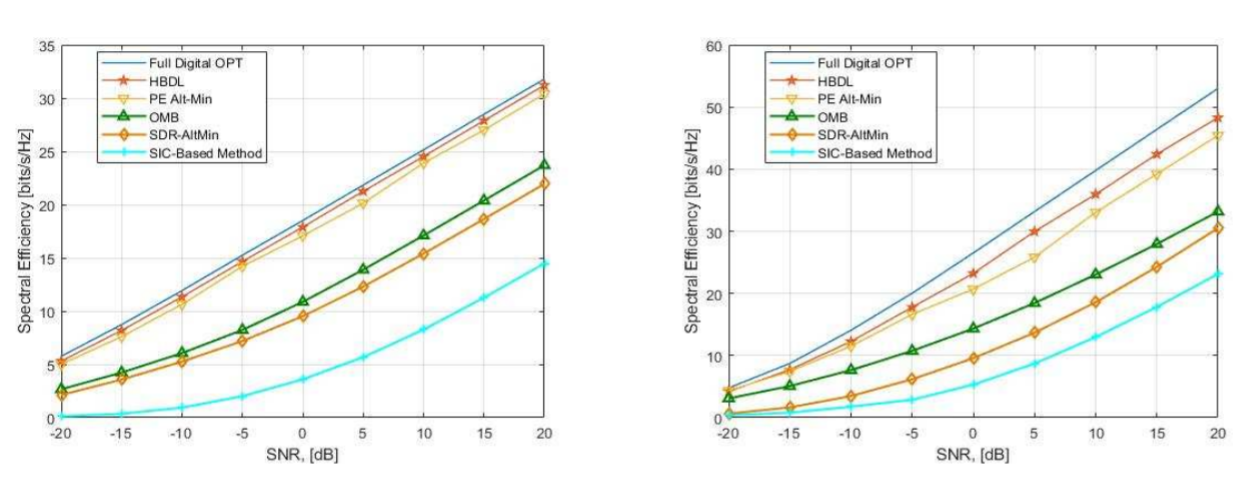 35
30
25
20
15
10
5
0
Spectral Efficiency [bits/s/Hz]
Full Digital OPT
HBDL
PE Alt-Min
OMB
SDR-AltMin
SIC-Based Method
-20 -15 -10 -5 0 5 10 15 20
SNR, [dB]
60
50
40
30
20
10
0
Spectral Efficiency [bits/s/Hz]
Full Digital OPT
HBDL
PE Alt-Min
OMB
SDR-AltMin
SIC-Based Method
-20 -15 -10 -5 0 5 10 15 20
SNR, [dB]